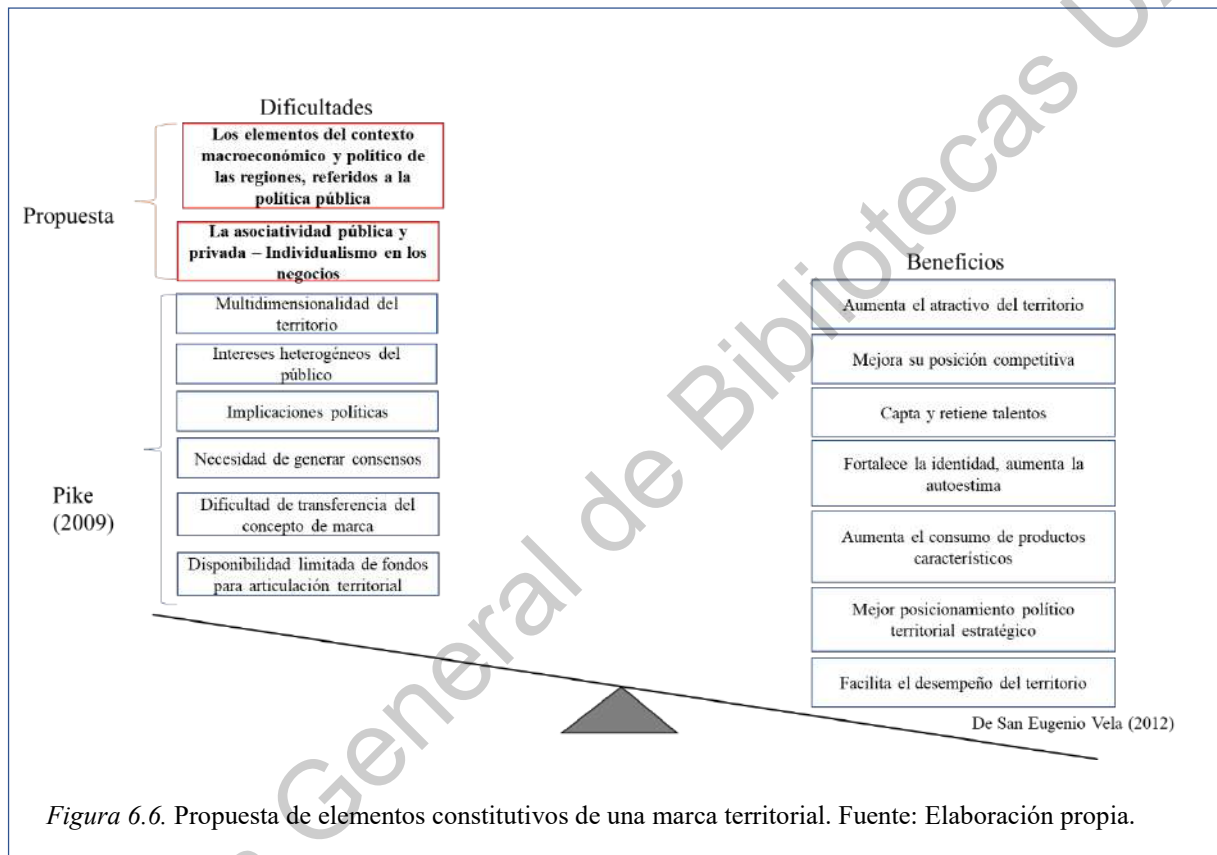 Dificultades
Los elementos del contexto
macroeconómico y político de
las regiones, referidos a la
política pública
Propuesta
La asociatividad pública y
privada – Individualismo en los
negocios
Multidimensionalidad del
territorio
Intereses heterogéneos del
público
Implicaciones políticas
Necesidad de generar consensos
Pike
(2009)
Dificultad de transferencia del
concepto de marca
Disponibilidad limitada de fondos
para articulación territorial
Beneficios
Aumenta el atractivo del territorio
Mejora su posición competitiva
Capta y retiene talentos
Fortalece la identidad, aumenta la
autoestima
Aumenta el consumo de productos
característicos
Mejor posicionamiento político
territorial estratégico
Facilita el desempeño del territorio
De San Eugenio Vela (2012)
Figura 6.6. Propuesta de elementos constitutivos de una marca territorial. Fuente: Elaboración propia.
General de Bibliotecas